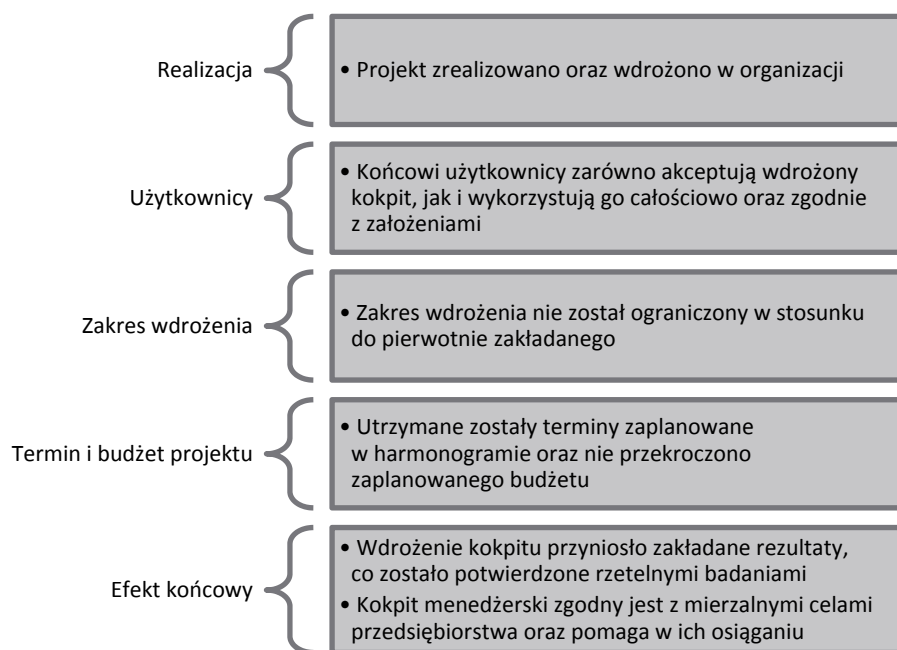 Realizacja
• Projekt zrealizowano oraz wdrożono w organizacji
Użytkownicy
• Końcowi użytkownicy zarówno akceptują wdrożony
kokpit, jak i wykorzystują go całościowo oraz zgodnie
z założeniami
Zakres wdrożenia
• Zakres wdrożenia nie został ograniczony w stosunku
do pierwotnie zakładanego
Termin i budżet projektu
• Utrzymane zostały terminy zaplanowane
w harmonogramie oraz nie przekroczono
zaplanowanego budżetu
Efekt końcowy
• Wdrożenie kokpitu przyniosło zakładane rezultaty,
co zostało potwierdzone rzetelnymi badaniami
• Kokpit menedżerski zgodny jest z mierzalnymi celami
przedsiębiorstwa oraz pomaga w ich osiąganiu